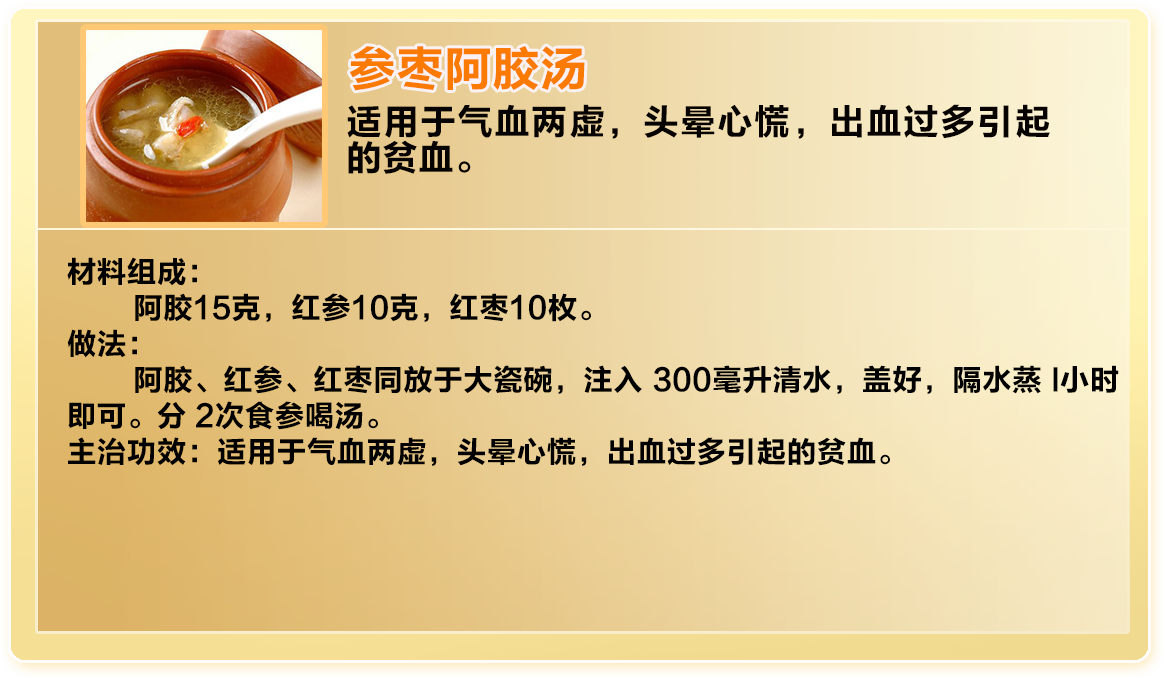 参枣阿胶汤
适用于气血两虚，头晕心慌，出血过多引起
的贫血。
材料组成：
阿胶15克，红参10克，红枣10枚。
做法：
阿胶、红参、红枣同放于大瓷碗，注入 300毫升清水，盖好，隔水蒸 l小时
即可。分 2次食参喝汤。
主治功效：适用于气血两虚，头晕心慌，出血过多引起的贫血。